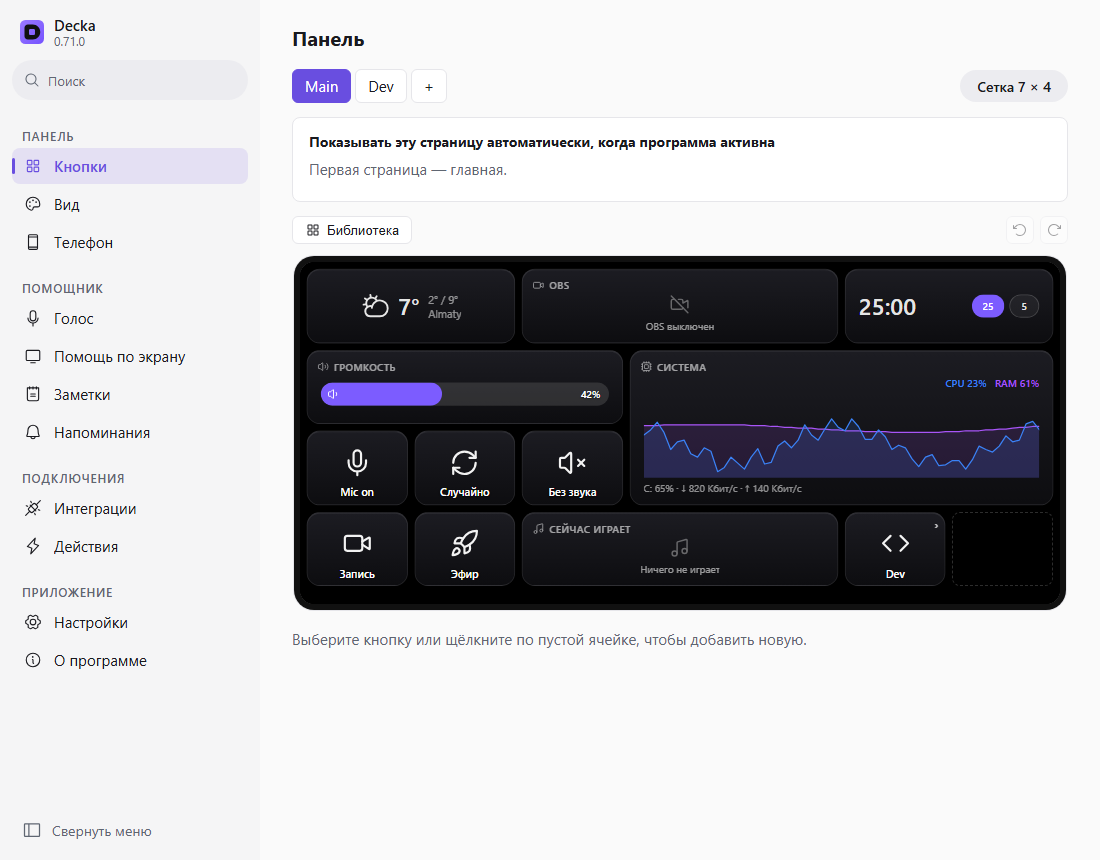 Decka
0.71.0
Поиск
ПАНЕЛЬ
Кнопки
Вид
Телефон
ПОМОЩНИК
Голос
Помощь по экрану
Заметки
Напоминания
ПОДКЛЮЧЕНИЯ
Интеграции
Действия
ПРИЛОЖЕНИЕ
Настройки
О программе
Свернуть меню
Панель
Main Dev + Сетка 7 × 4
Показывать эту страницу автоматически, когда программа активна
Первая страница — главная.
Библиотека
7° 2° / 9°
Almaty
OBS
OBS выключен
25:00 25 5
ГРОМКОСТЬ
42%
СИСТЕМА
CPU 23% RAM 61%
C: 65% · ↓ 820 Кбит/с · ↑ 140 Кбит/с
Mic on
Случайно
Без звука
Запись
Эфир
СЕЙЧАС ИГРАЕТ
Ничего не играет
Dev
Выберите кнопку или щёлкните по пустой ячейке, чтобы добавить новую.